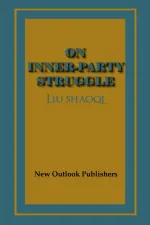 ON
INNER-PARTY
STRUGGLE
LIU SHAOQI
New Outlook Publishers